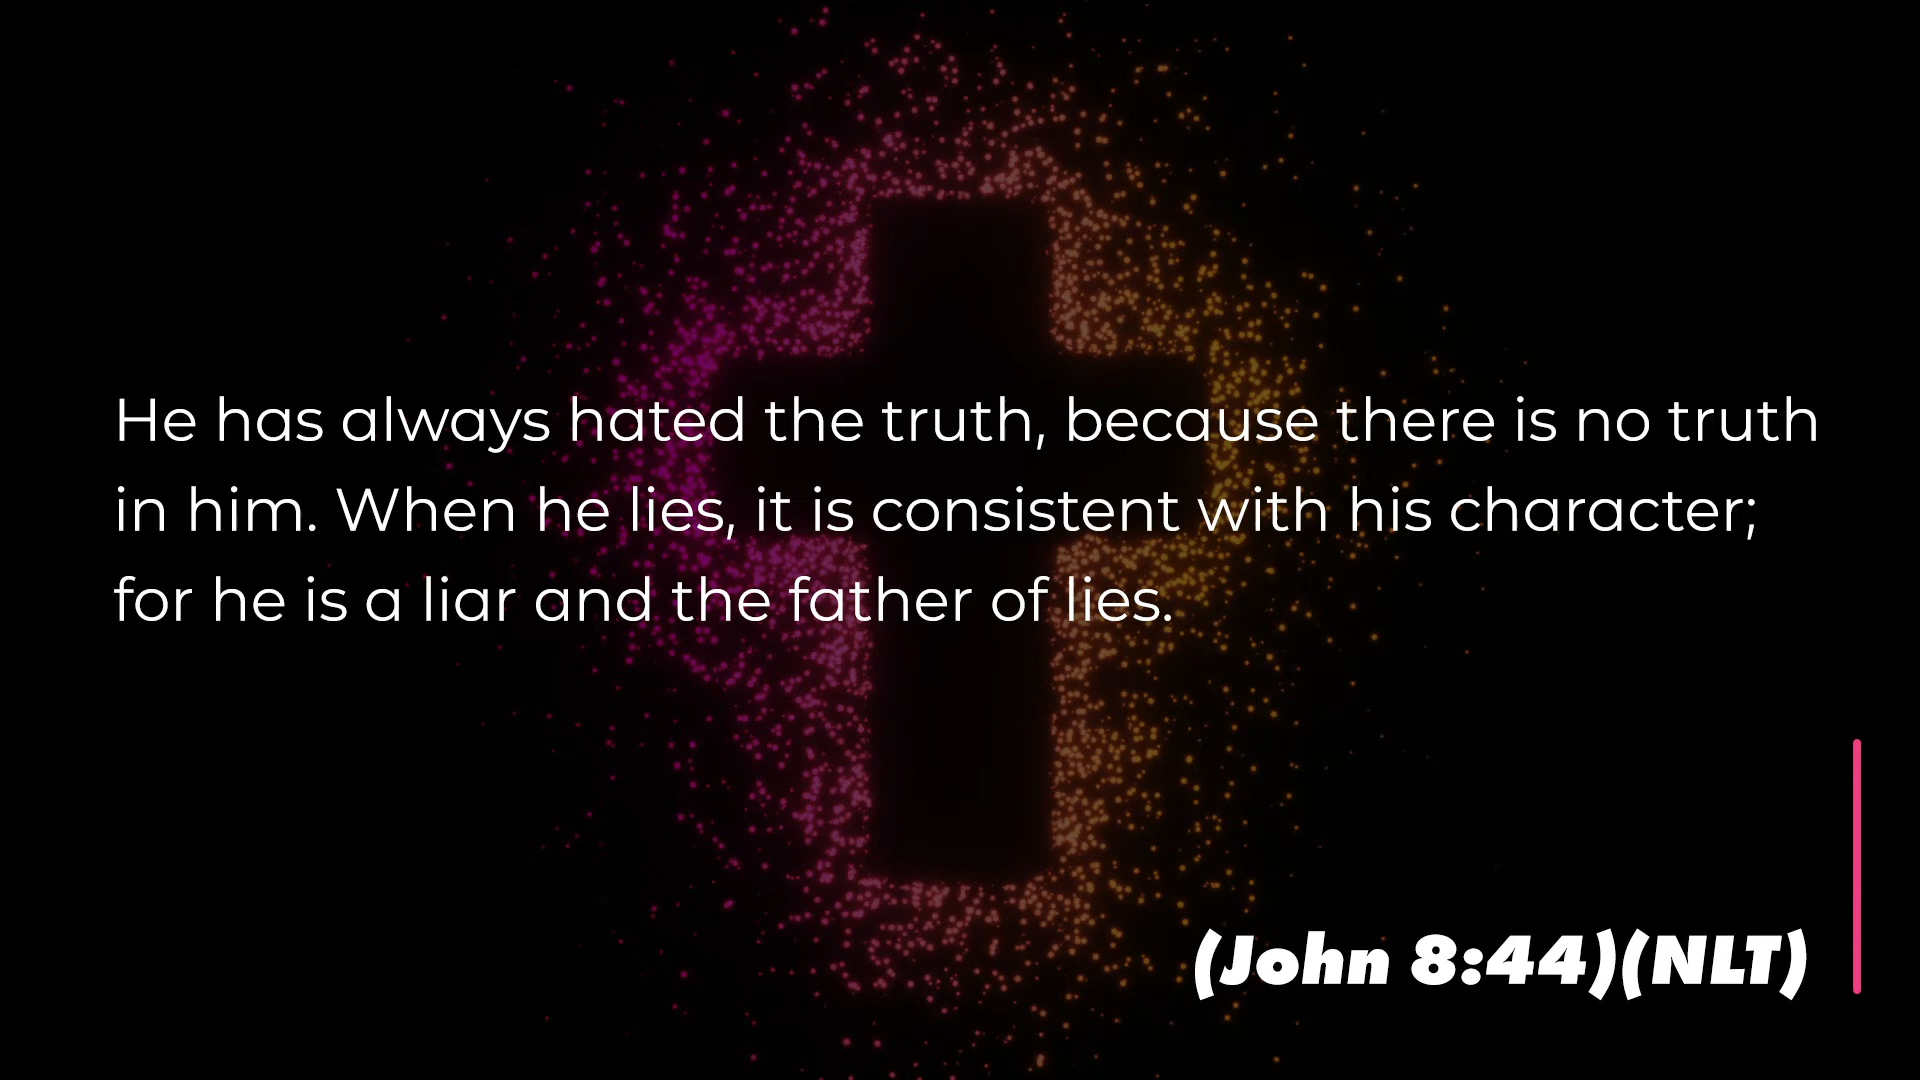 He has always hated the truth, because there is no truth
in him. When he lies, it is consistent with his character;
for he is a liar and the father of lies.
(John 8:44)(NLT)